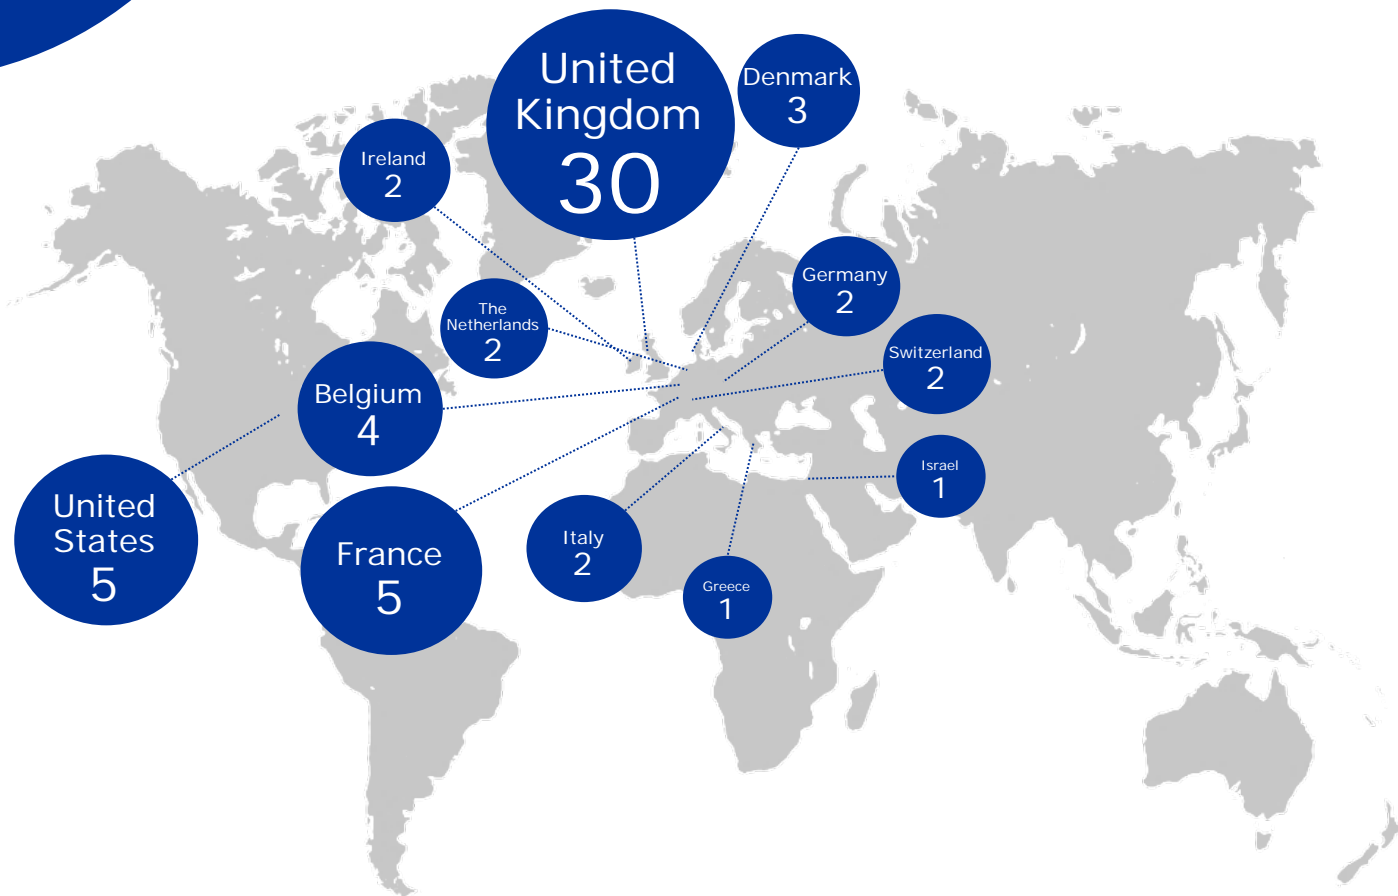 United
Kingdom
30
Denmark
3
Ireland
2
Germany
2
The
Netherlands
2
Switzerland
2
Belgium
4
Israel
1
United
States
5
France
5
Italy
2
Greece
1